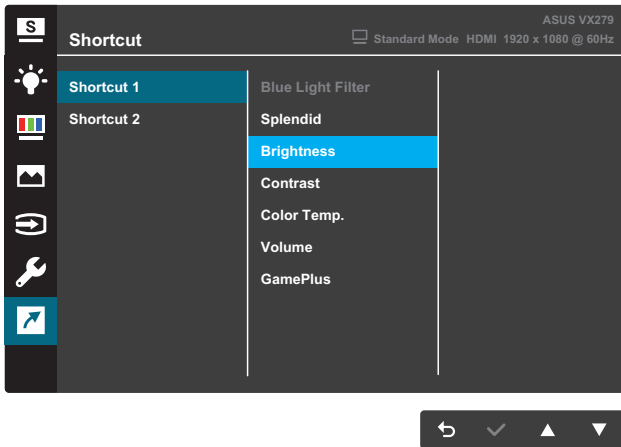 S
ASUS VX279
Shortcut
Standard Mode HDMI 1920 x 1080 @ 60Hz
Shortcut 1
Shortcut 2
Blue Light Filter
Splendid
Brightness
Contrast
Color Temp.
Volume
GamePlus